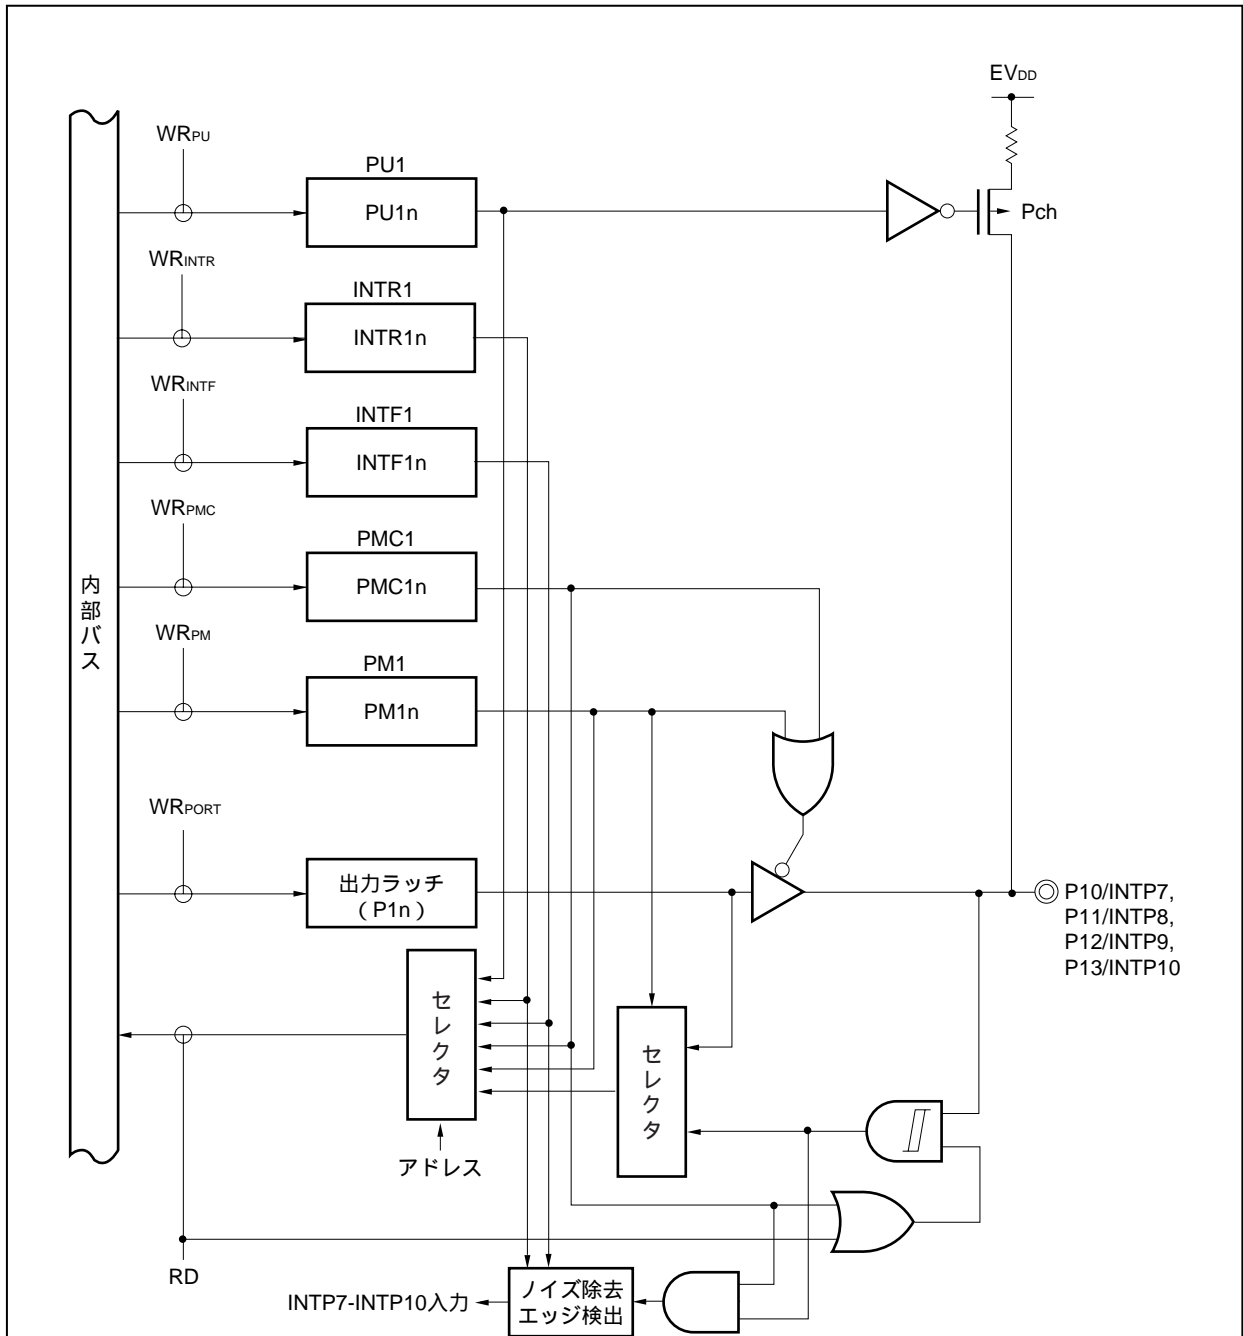 EVDD
WRPU
PU1
PU1n
Pch
WRINTR
INTR1
INTR1n
WRINTF
INTF1
INTF1n
WRPMC
PMC1
PMC1n
内部バス
WRPM
PM1
PM1n
WRPORT
出力ラッチ
（P1n）
P10/INTP7,
P11/INTP8,
P12/INTP9,
P13/INTP10
セレクタ
セレクタ
アドレス
RD
INTP7-INTP10入力
ノイズ除去
エッジ検出